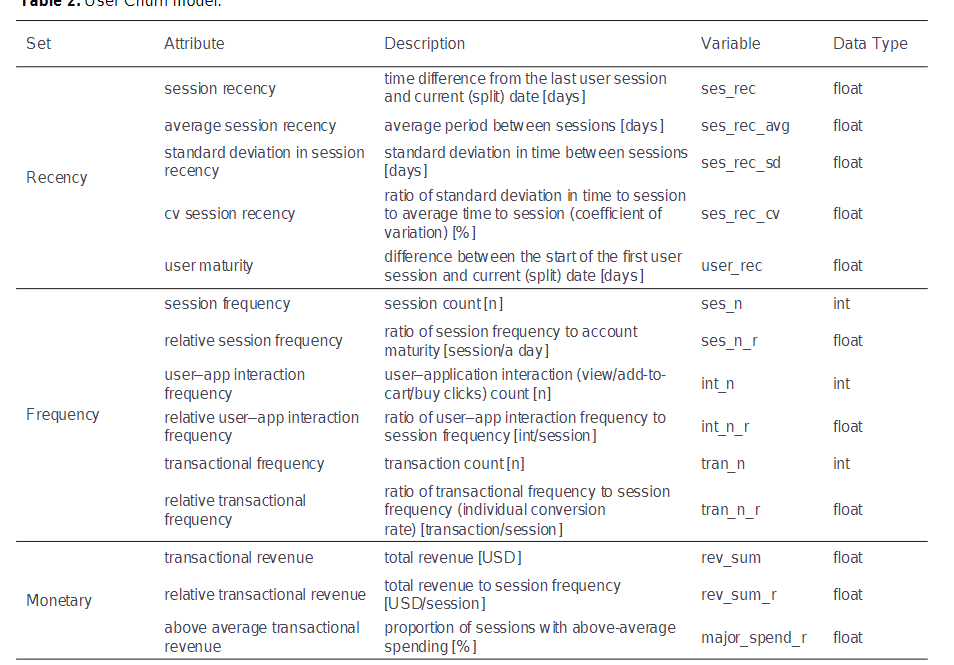 Table 2. User Churn model.
Set Attribute Description Variable Data Type
Recency
session recency
time difference from the last user session
and current (split) date [days]
ses_rec float
average session recency average period between sessions [days] ses_rec_avg float
standard deviation in session
recency
standard deviation in time between sessions
[days]
ses_rec_sd float
cv session recency
ratio of standard deviation in time to session
to average time to session (coefficient of
variation) [%]
ses_rec_cv float
user maturity
difference between the start of the first user
session and current (split) date [days]
user_rec float
Frequency
session frequency session count [n] ses_n int
relative session frequency
ratio of session frequency to account
maturity [session/a day]
ses_n_r float
user–app interaction
frequency
user–application interaction (view/add-to-
cart/buy clicks) count [n]
int_n int
relative user–app interaction
frequency
ratio of user–app interaction frequency to
session frequency [int/session]
int_n_r float
transactional frequency transaction count [n] tran_n int
relative transactional
frequency
ratio of transactional frequency to session
frequency (individual conversion
rate) [transaction/session]
tran_n_r float
Monetary
transactional revenue total revenue [USD] rev_sum float
relative transactional revenue
total revenue to session frequency
[USD/session]
rev_sum_r float
above average transactional
revenue
proportion of sessions with above-average
spending [%]
major_spend_r float